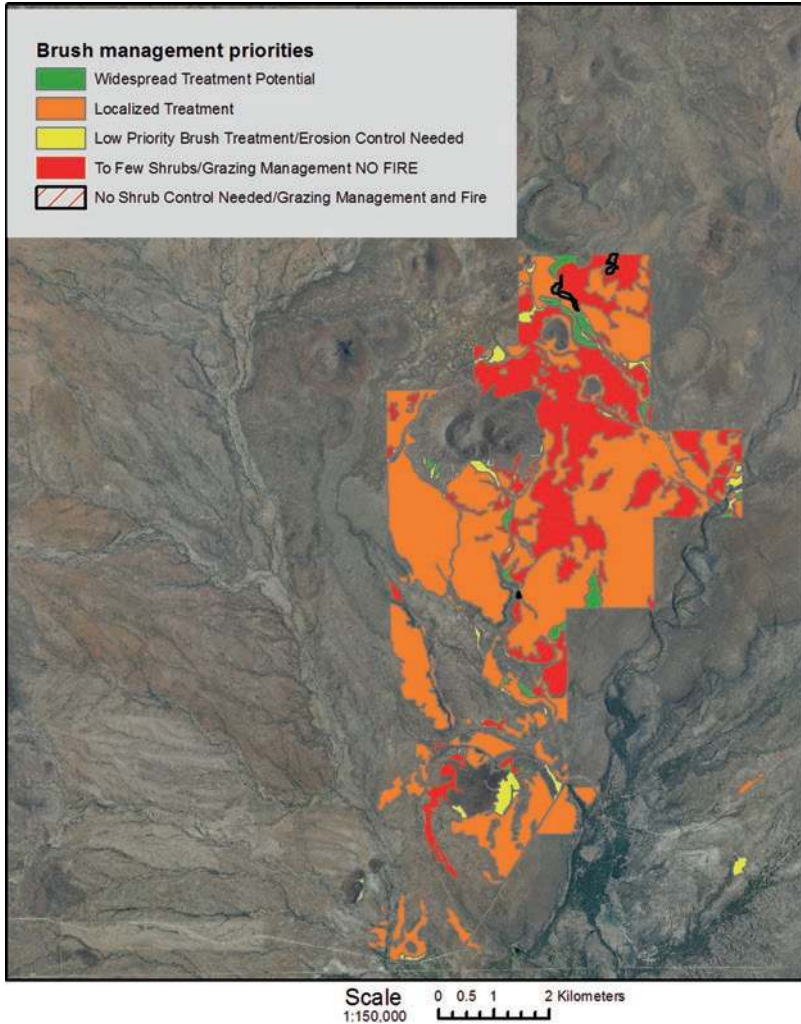 Brush management priorities
Widespread Treatment Potential
Localized Treatment
Low Priority Brush Treatment/Erosion Control Needed
To Few Shrubs/Grazing Management NO FIRE
No Shrub Control Needed/Grazing Management and Fire
Scale 0 0.5 1 2 Kilometers
1:150,000